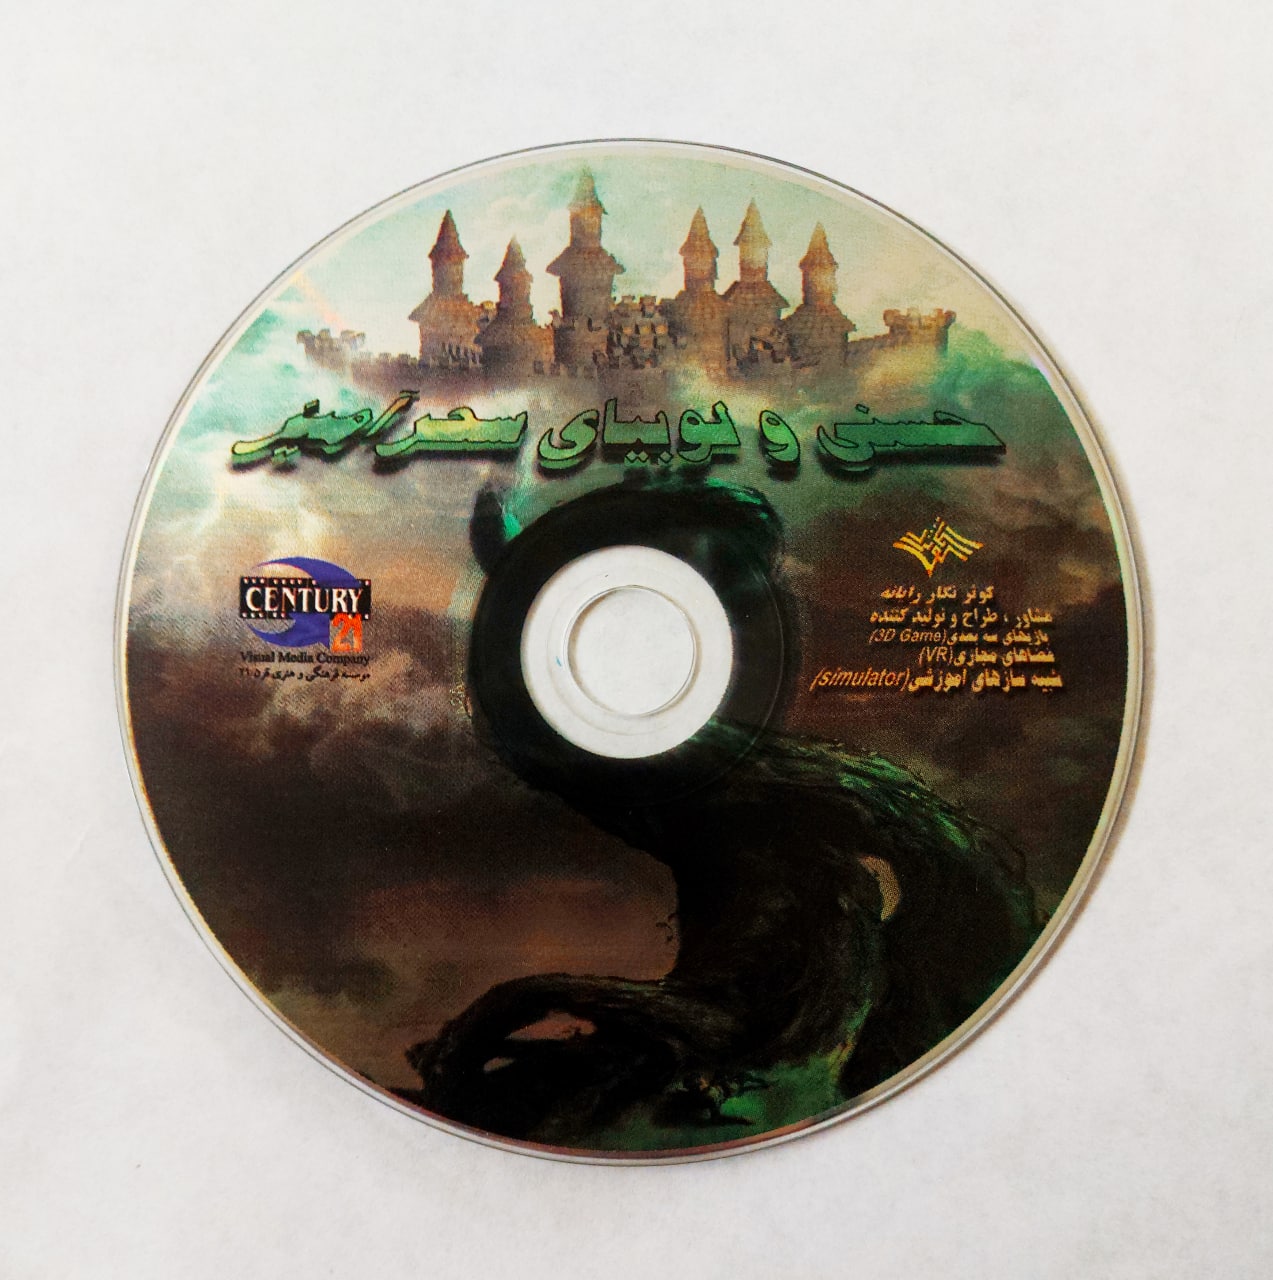 حسنی و لوبیای سحرآمیز
کوثر نگار رایانه
مشاور، طراح و تولید کننده
بازیهای سه بعدی(3D Game)
فضاهای مجازی(VR)
شبیه سازهای آموزشی(simulator)
CENTURY
21
Visual Media Company
موسسه فرهنگی و هنری قرن ۲۱